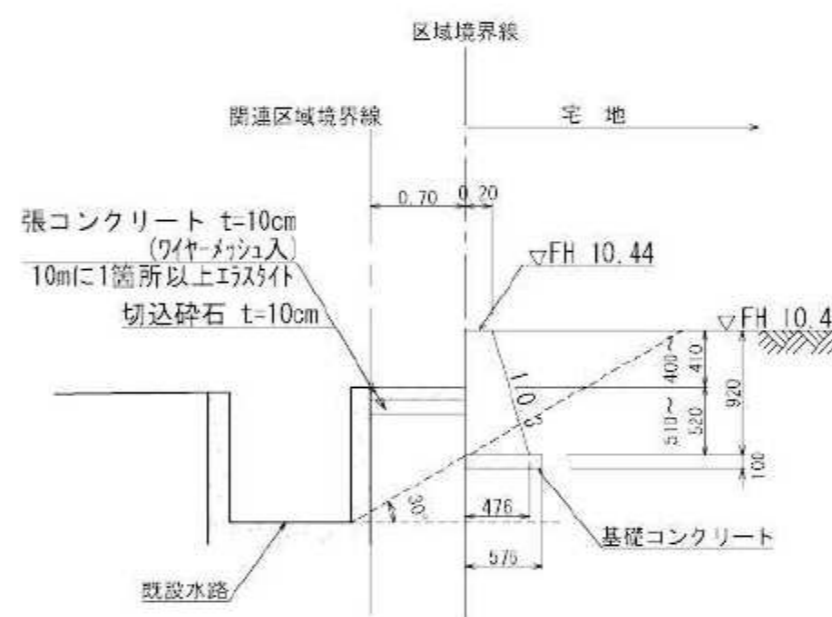 区域境界線
関連区域境界線
宅 地
0.70
0.20
張コンクリート t=10cm
(ワイヤーメッシュ入)
10mに1箇所以上エラスタイト
切込砕石 t=10cm
▽FH 10.44
▽FH 10.4
400~
410
510~
520
920
100
1 0.3
30°
476
576
基礎コンクリート
既設水路